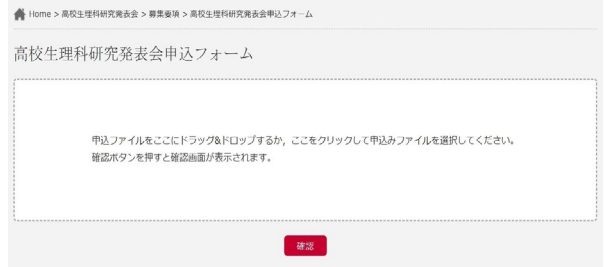 Home > 高校生理科研究発表会 > 募集要項 > 高校生理科研究発表会申込フォーム
高校生理科研究発表会申込フォーム
申込ファイルをここにドラッグ&ドロップするか，ここをクリックして申込みファイルを選択してください。
確認ボタンを押すと確認画面が表示されます。
確認